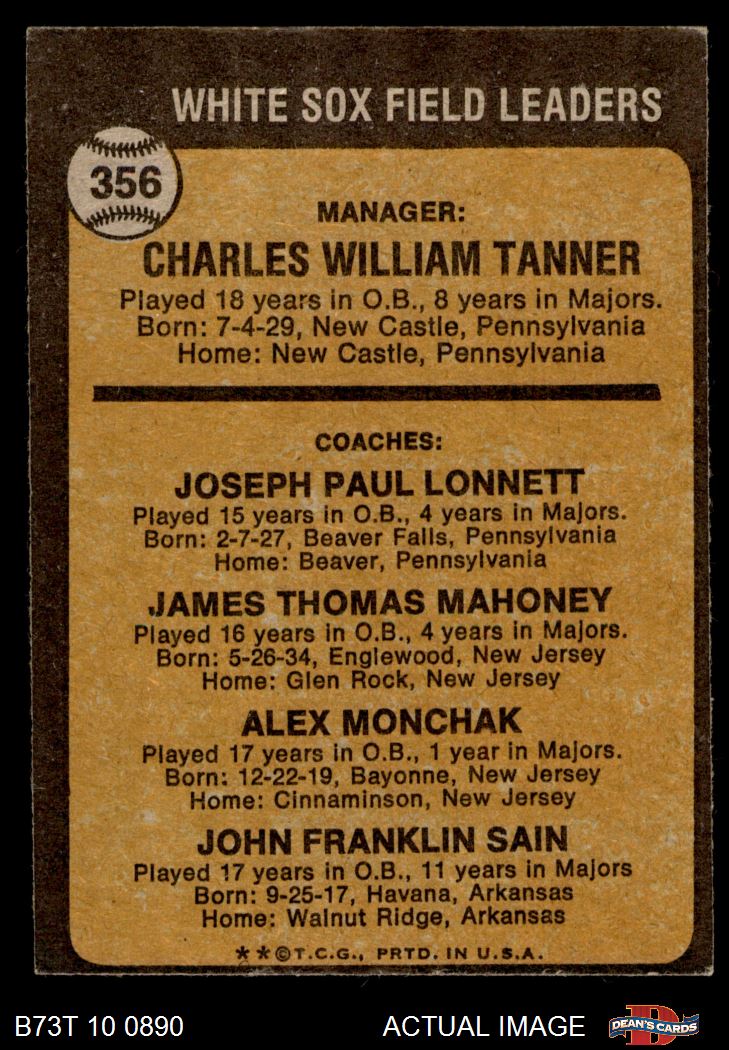 WHITE SOX FIELD LEADERS
356
MANAGER:
CHARLES WILLIAM TANNER
Played 18 years in O.B., 8 years in Majors.
Born: 7-4-29, New Castle, Pennsylvania
Home: New Castle, Pennsylvania
COACHES:
JOSEPH PAUL LONNETT
Played 15 years in O.B., 4 years in Majors.
Born: 2-7-27, Beaver Falls, Pennsylvania
Home: Beaver, Pennsylvania
JAMES THOMAS MAHONEY
Played 16 years in O.B., 4 years in Majors.
Born: 5-26-34, Englewood, New Jersey
Home: Glen Rock, New Jersey
ALEX MONCHAK
Played 17 years in O.B., 1 year in Majors.
Born: 12-22-19, Bayonne, New Jersey
Home: Cinnaminson, New Jersey
JOHN FRANKLIN SAIN
Played 17 years in O.B., 11 years in Majors
Born: 9-25-17, Havana, Arkansas
Home: Walnut Ridge, Arkansas
**©T.C.G., PRTD. IN U.S.A.
B73T 10 0890 ACTUAL IMAGE D DEAN'S CARDS